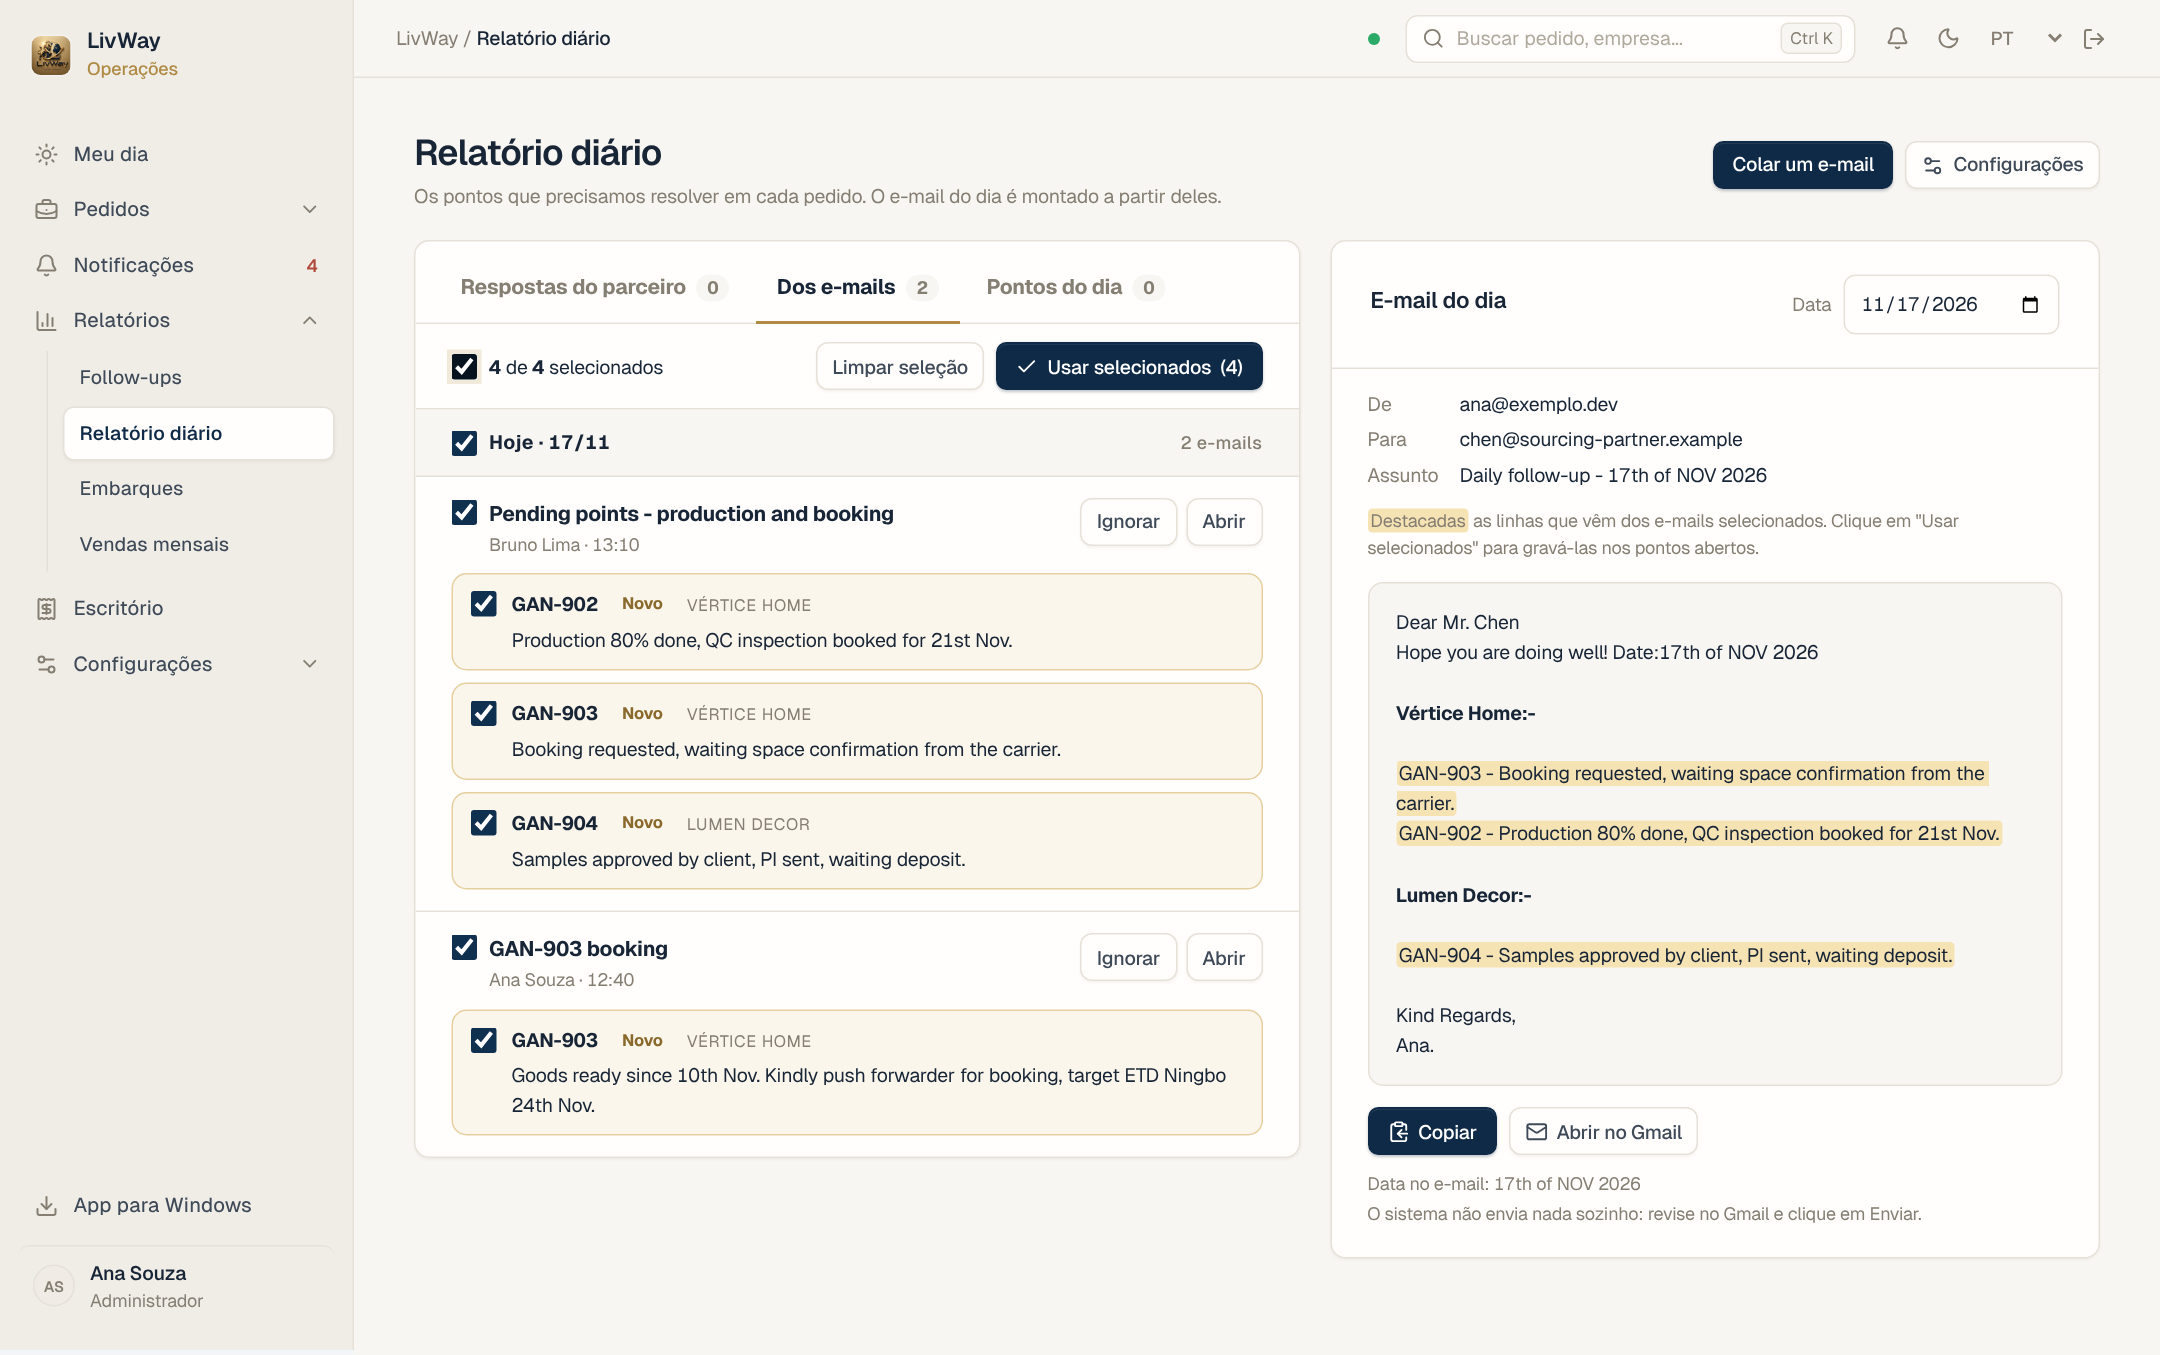 LivWay
Operações
Meu dia
Pedidos
Notificações 4
Relatórios
Follow-ups
Relatório diário
Embarques
Vendas mensais
Escritório
Configurações
App para Windows
AS
Ana Souza
Administrador
LivWay / Relatório diário
Buscar pedido, empresa... Ctrl K
PT
Relatório diário
Os pontos que precisamos resolver em cada pedido. O e-mail do dia é montado a partir deles.
Colar um e-mail
Configurações
Respostas do parceiro 0
Dos e-mails 2
Pontos do dia 0
4 de 4 selecionados
Limpar seleção
Usar selecionados (4)
Hoje · 17/11
2 e-mails
Pending points - production and booking
Bruno Lima · 13:10
Ignorar
Abrir
GAN-902 Novo VÉRTICE HOME
Production 80% done, QC inspection booked for 21st Nov.
GAN-903 Novo VÉRTICE HOME
Booking requested, waiting space confirmation from the carrier.
GAN-904 Novo LUMEN DECOR
Samples approved by client, PI sent, waiting deposit.
GAN-903 booking
Ana Souza · 12:40
Ignorar
Abrir
GAN-903 Novo VÉRTICE HOME
Goods ready since 10th Nov. Kindly push forwarder for booking, target ETD Ningbo
24th Nov.
E-mail do dia
Data 11/17/2026
De ana@exemplo.dev
Para chen@sourcing-partner.example
Assunto Daily follow-up - 17th of NOV 2026
Destacadas as linhas que vêm dos e-mails selecionados. Clique em "Usar
selecionados" para gravá-las nos pontos abertos.
Dear Mr. Chen
Hope you are doing well! Date:17th of NOV 2026
Vértice Home:-
GAN-903 - Booking requested, waiting space confirmation from the
carrier.
GAN-902 - Production 80% done, QC inspection booked for 21st Nov.
Lumen Decor:-
GAN-904 - Samples approved by client, PI sent, waiting deposit.
Kind Regards,
Ana.
Copiar
Abrir no Gmail
Data no e-mail: 17th of NOV 2026
O sistema não envia nada sozinho: revise no Gmail e clique em Enviar.